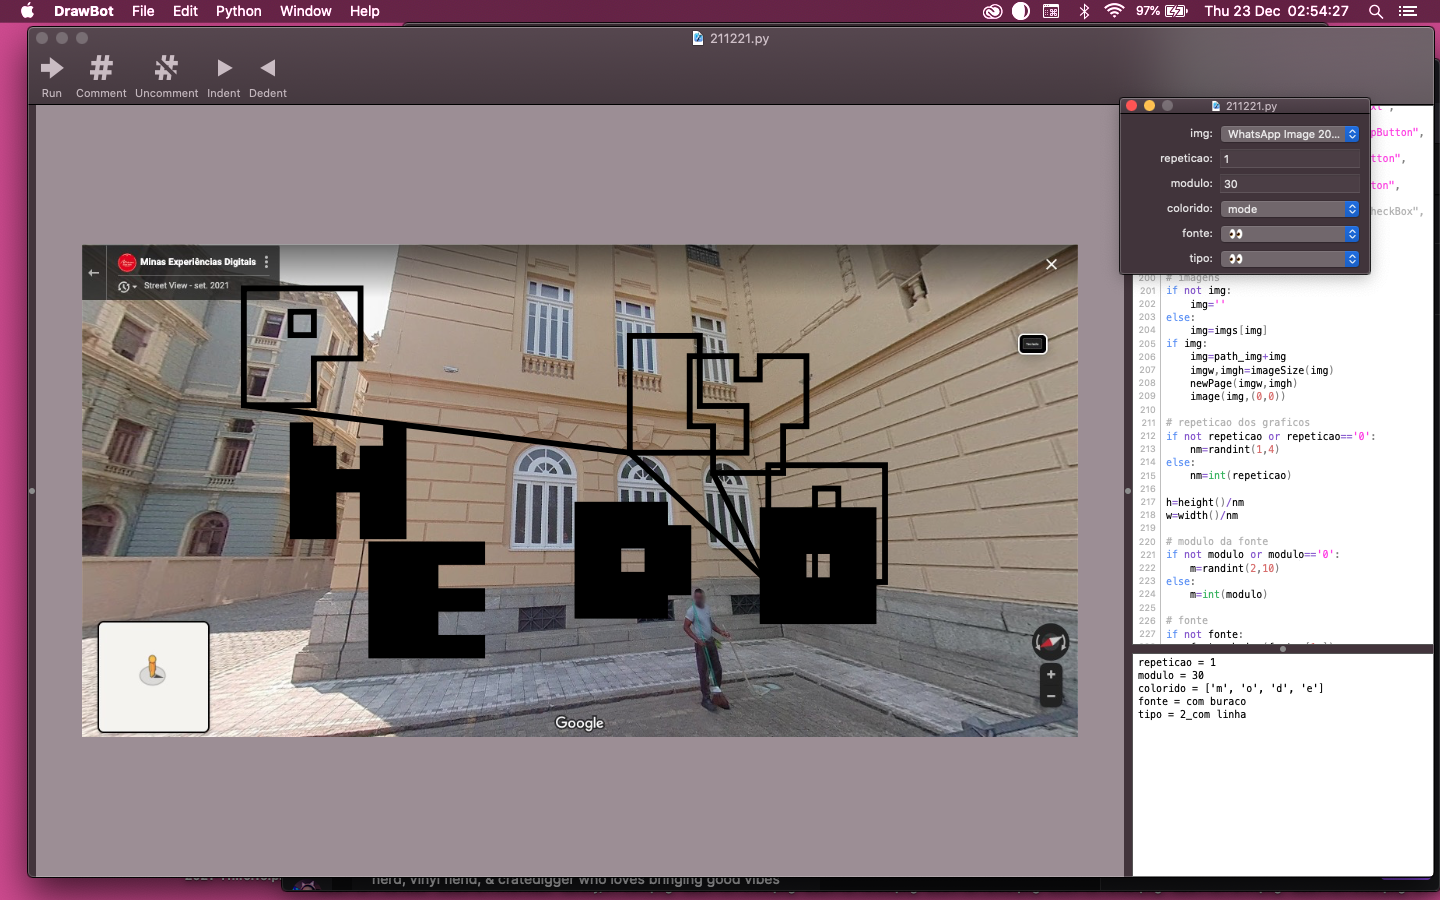 DrawBot File Edit Python Window Help
97% Thu 23 Dec 02:54:27
211221.py
Run Comment Uncomment Indent Dedent
211221.py
img: WhatsApp Image 20...
repeticao: 1
modulo: 30
colorido: mode
fonte: 👀
tipo: 👀
pButton",
tton",
ton",
heckBox",
Minas Experiências Digitais
Street View - set. 2021
P
H
E
Google
200 # imagens
201 if not img:
202 img=''
203 else:
204 img=imgs[img]
205 if img:
206 img=path_img+img
207 imgw,imgh=imageSize(img)
208 newPage(imgw,imgh)
209 image(img,(0,0))
210
211 # repeticao dos graficos
212 if not repeticao or repeticao=='0':
213 nm=randint(1,4)
214 else:
215 nm=int(repeticao)
216
217 h=height()/nm
218 w=width()/nm
219
220 # modulo da fonte
221 if not modulo or modulo=='0':
222 m=randint(2,10)
223 else:
224 m=int(modulo)
225
226 # fonte
227 if not fonte:
repeticao = 1
modulo = 30
colorido = ['m', 'o', 'd', 'e']
fonte = com buraco
tipo = 2_com linha
nerd, vinyl fiend, & cratedigger who loves bringing good vibes